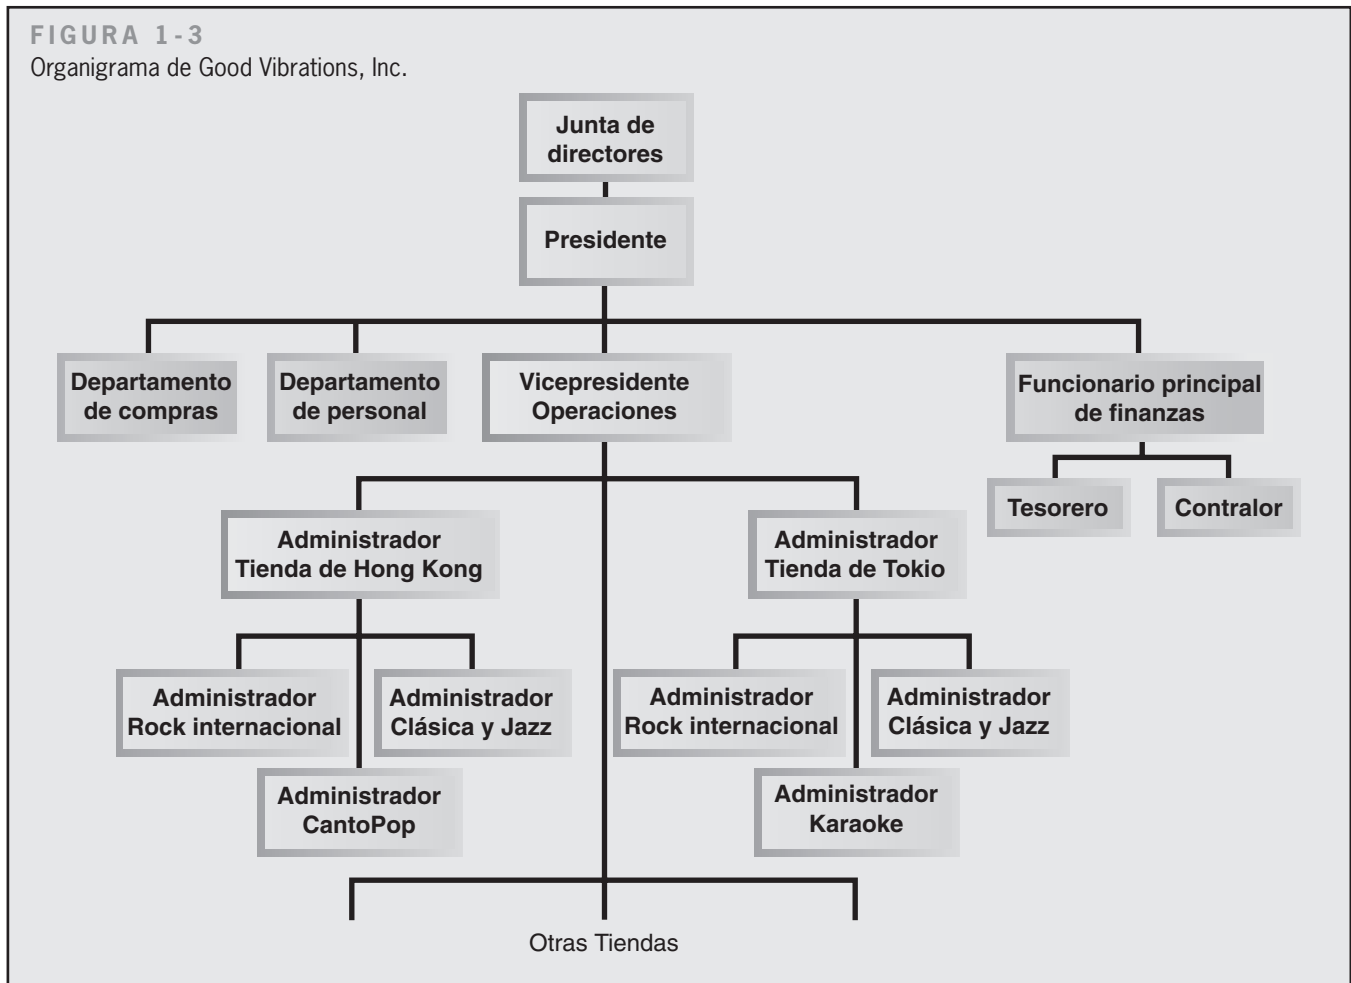 FIGURA 1-3
Organigrama de Good Vibrations, Inc.
Junta de
directores
Presidente
Departamento
de compras
Departamento
de personal
Vicepresidente
Operaciones
Funcionario principal
de finanzas
Tesorero
Contralor
Administrador
Tienda de Hong Kong
Administrador
Tienda de Tokio
Administrador
Rock internacional
Administrador
Clásica y Jazz
Administrador
CantoPop
Administrador
Rock internacional
Administrador
Clásica y Jazz
Administrador
Karaoke
Otras Tiendas